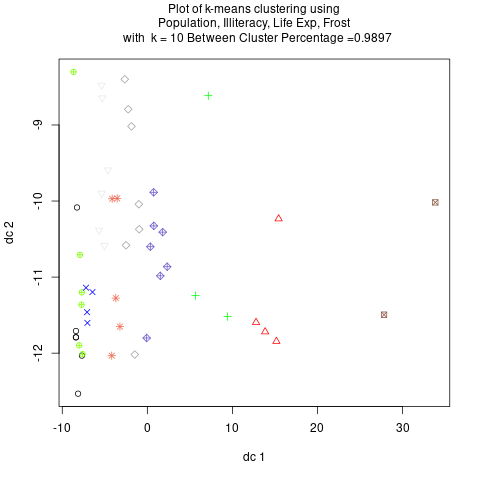 Plot of k-means clustering using
Population, Illiteracy, Life Exp, Frost
with  k = 10 Between Cluster Percentage =0.9897
dc 2
-9
-10
-11
-12
-10
0
10
20
30
dc 1